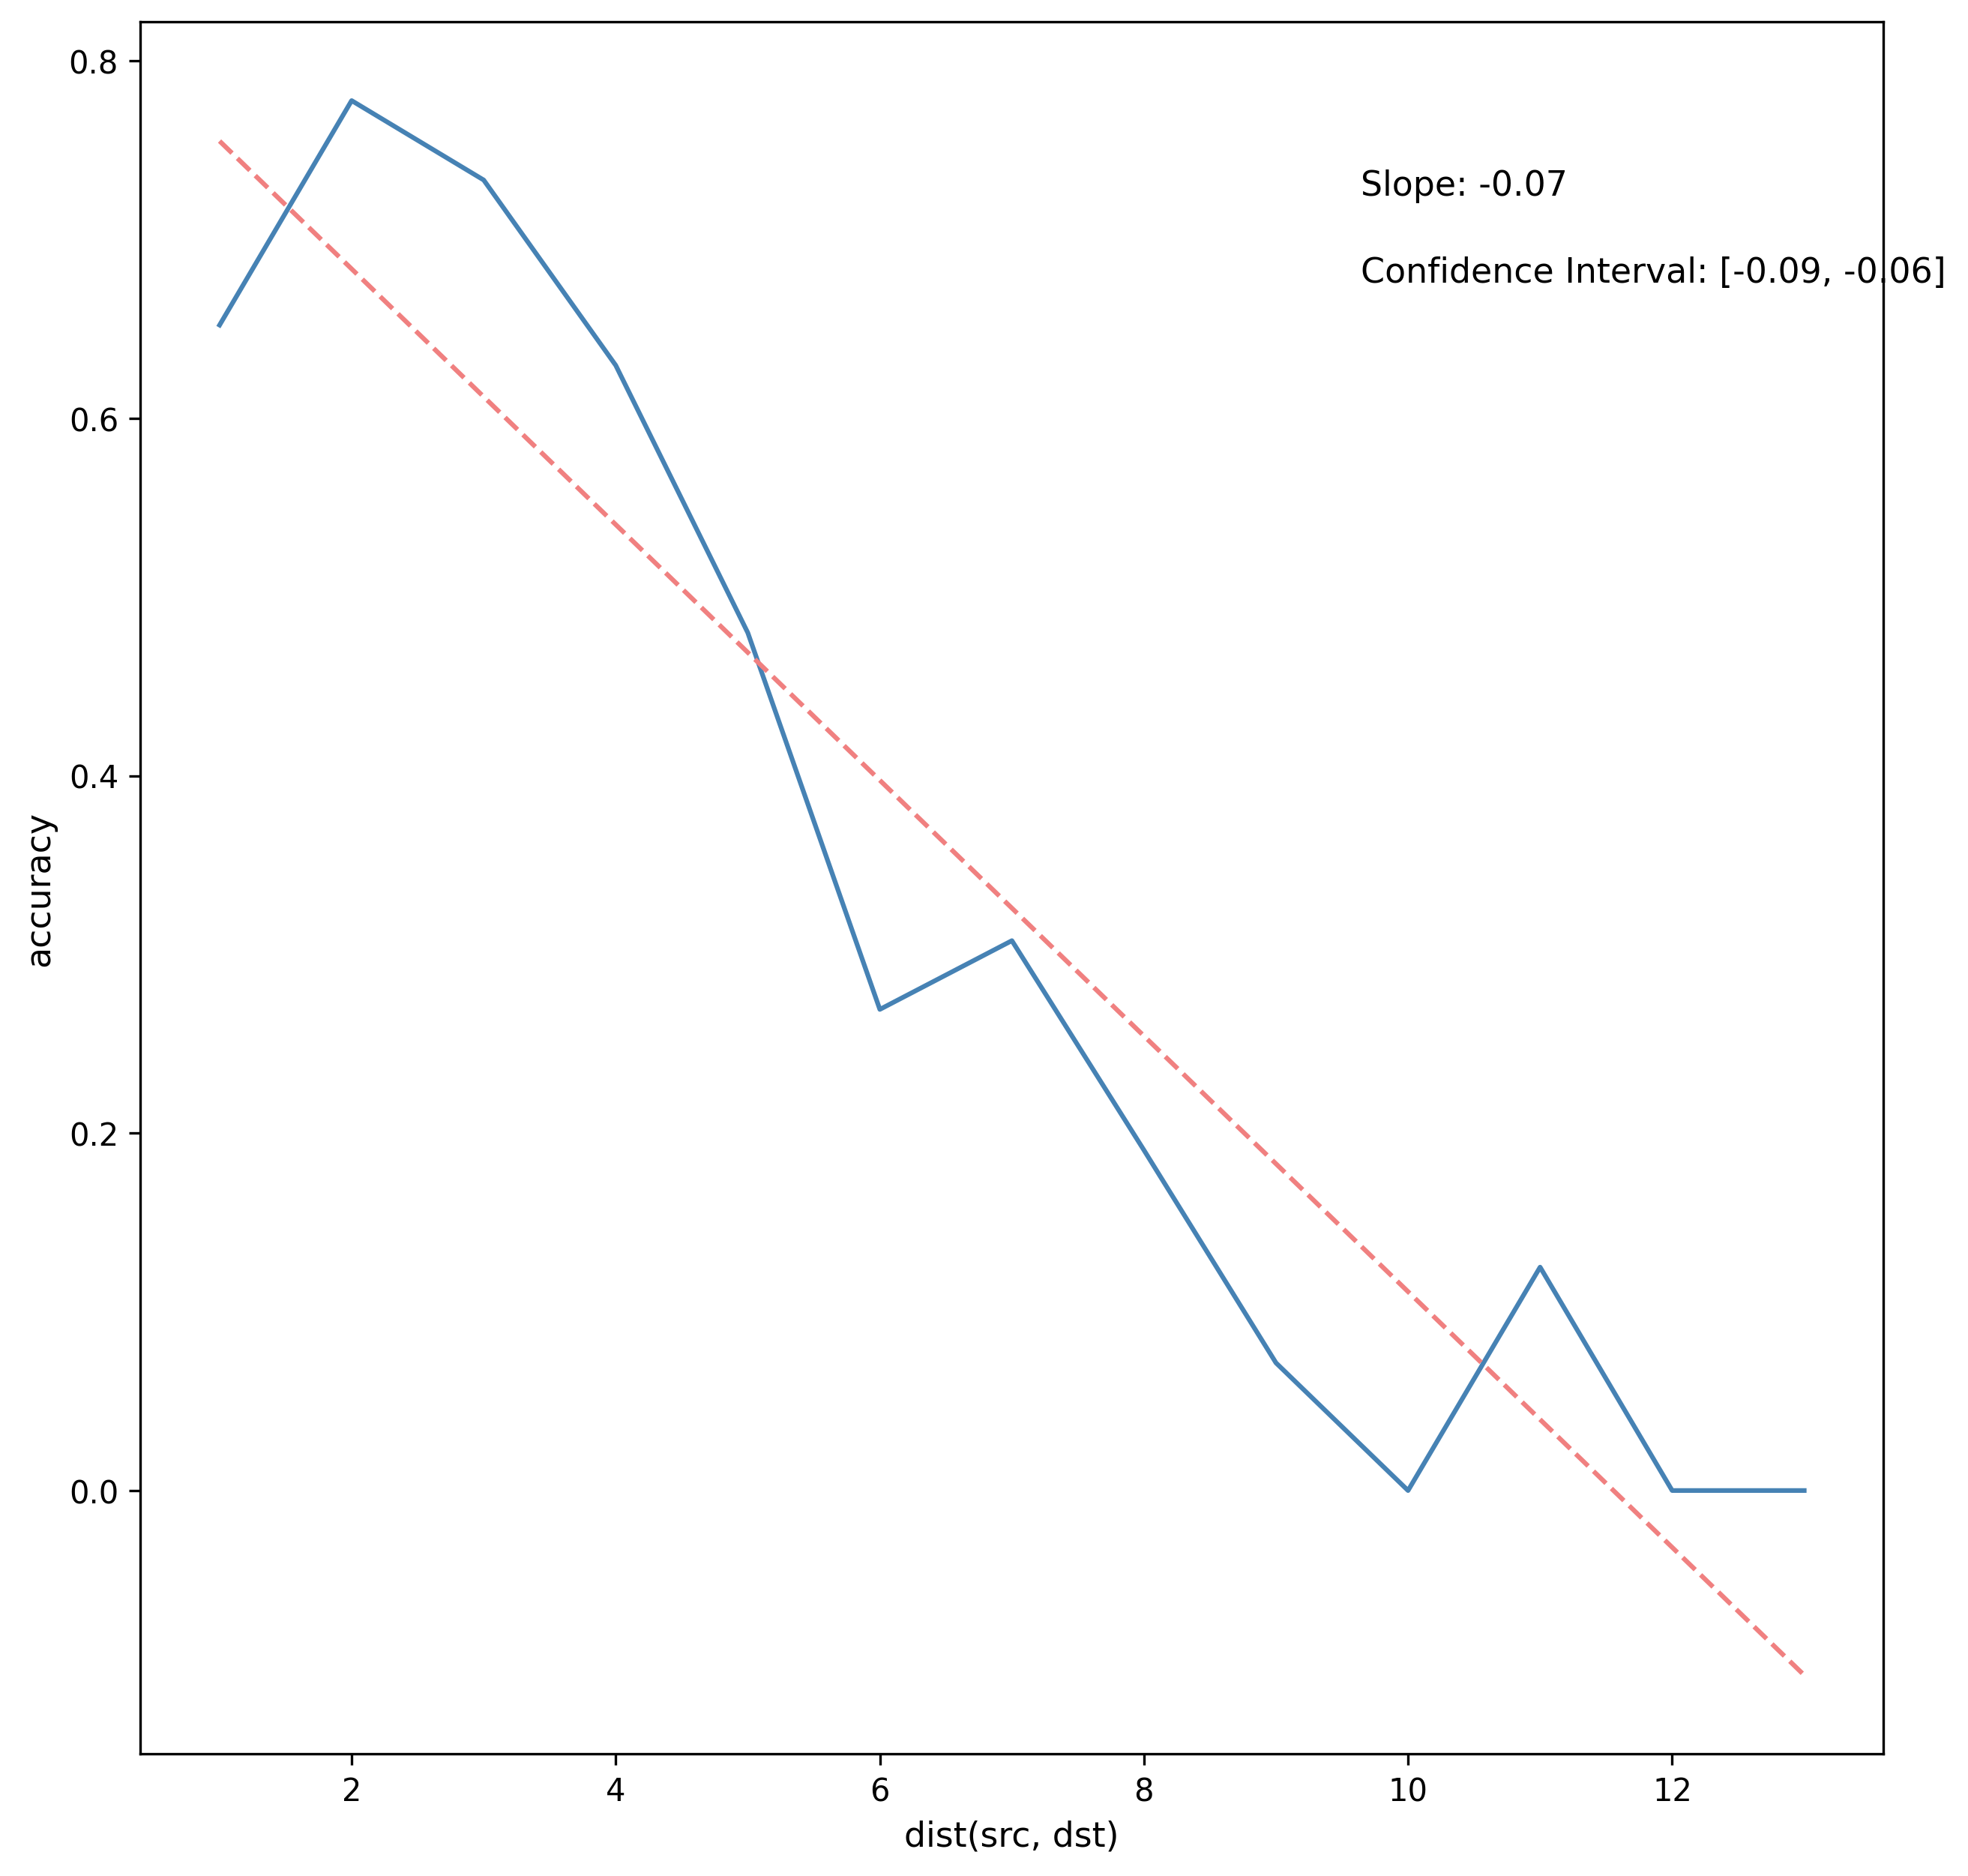 0.8
Slope: -0.07
Confidence Interval: [-0.09, -0.06]
0.6
0.4
accuracy
0.2
0.0
2 4 6 8 10 12
dist(src, dst)